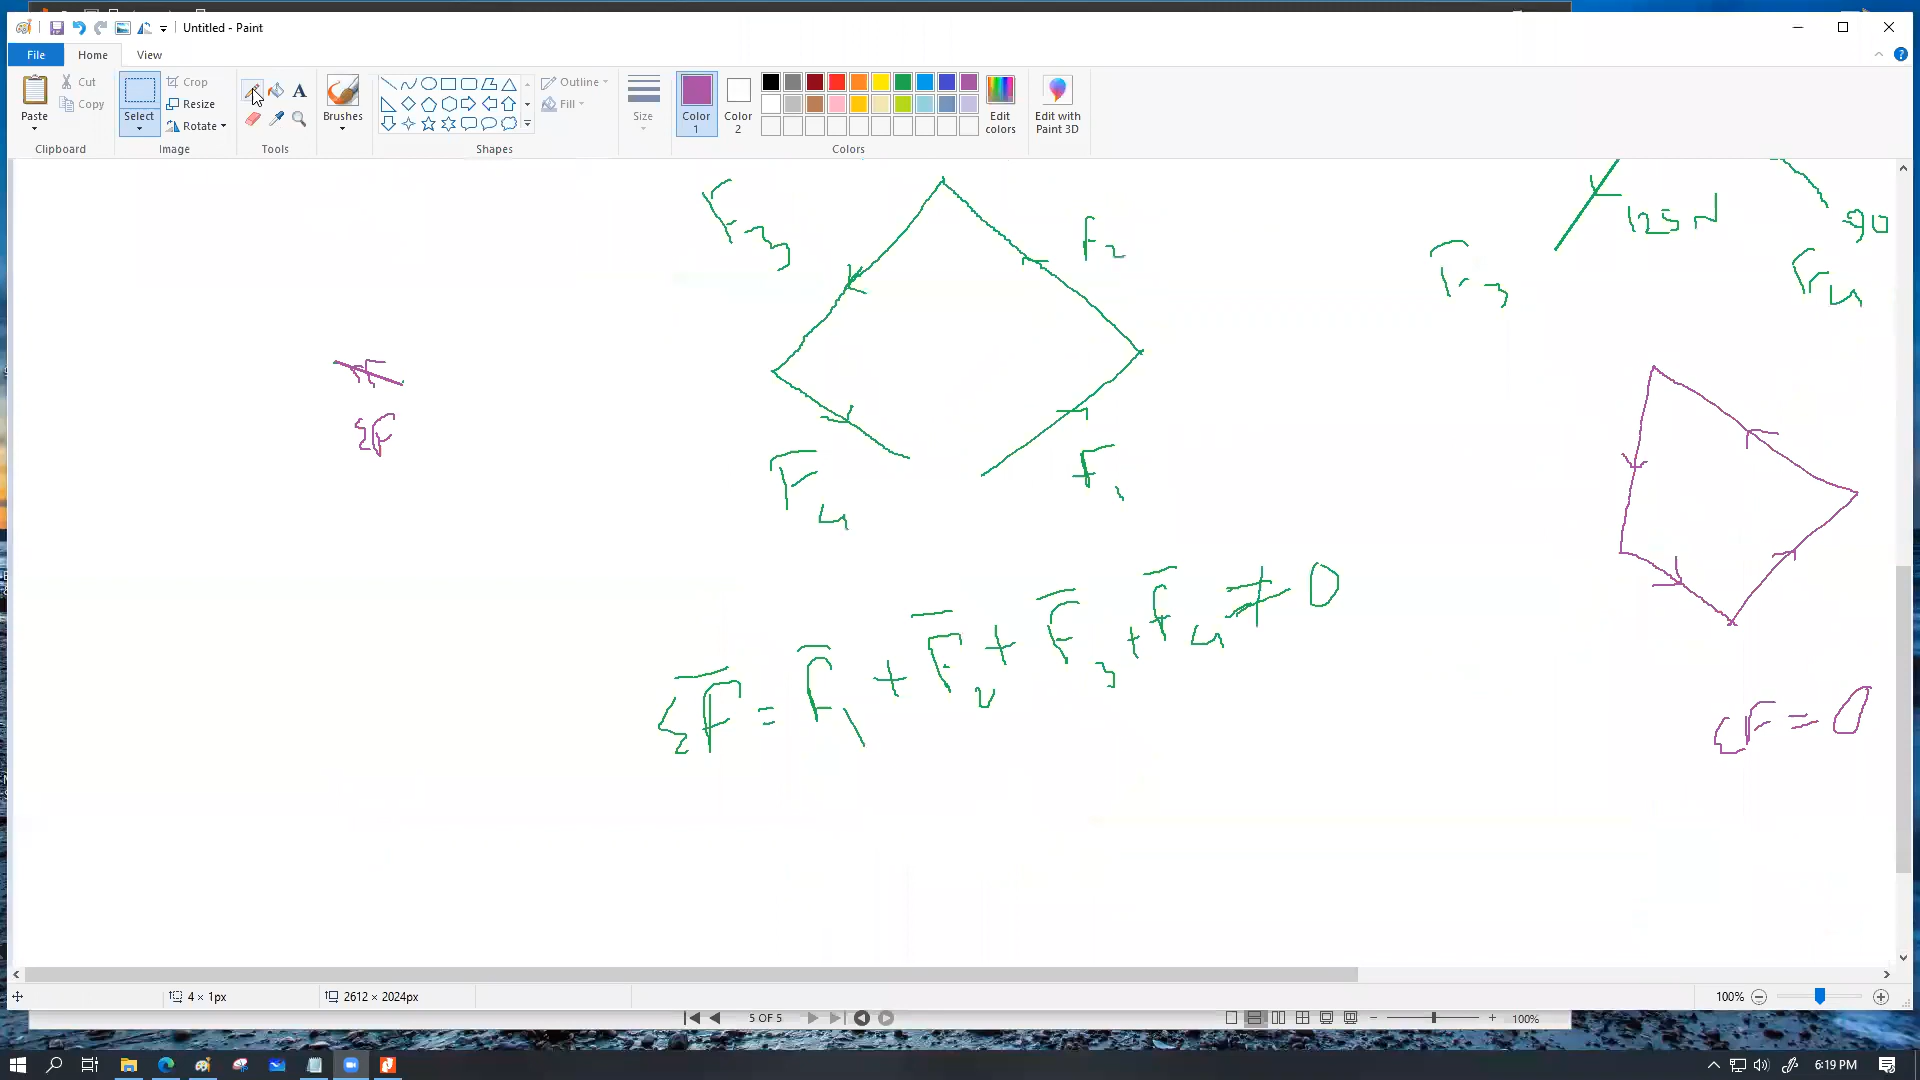 Untitled - Paint
File
Home
View
Paste
Cut
Copy
Clipboard
Select
Crop
Resize
Rotate
Image
Tools
Brushes
Shapes
Outline
Fill
Size
Color 1
Color 2
Edit colors
Edit with Paint 3D
Colors
F3
F2
125 N
90
F3
F4
ΣF
F4
F1
ΣF = F1 + F2 + F3 + F4 ≠ 0
ΣF = 0
4 × 1px
2612 × 2024px
100%
5 OF 5
100%
6:19 PM